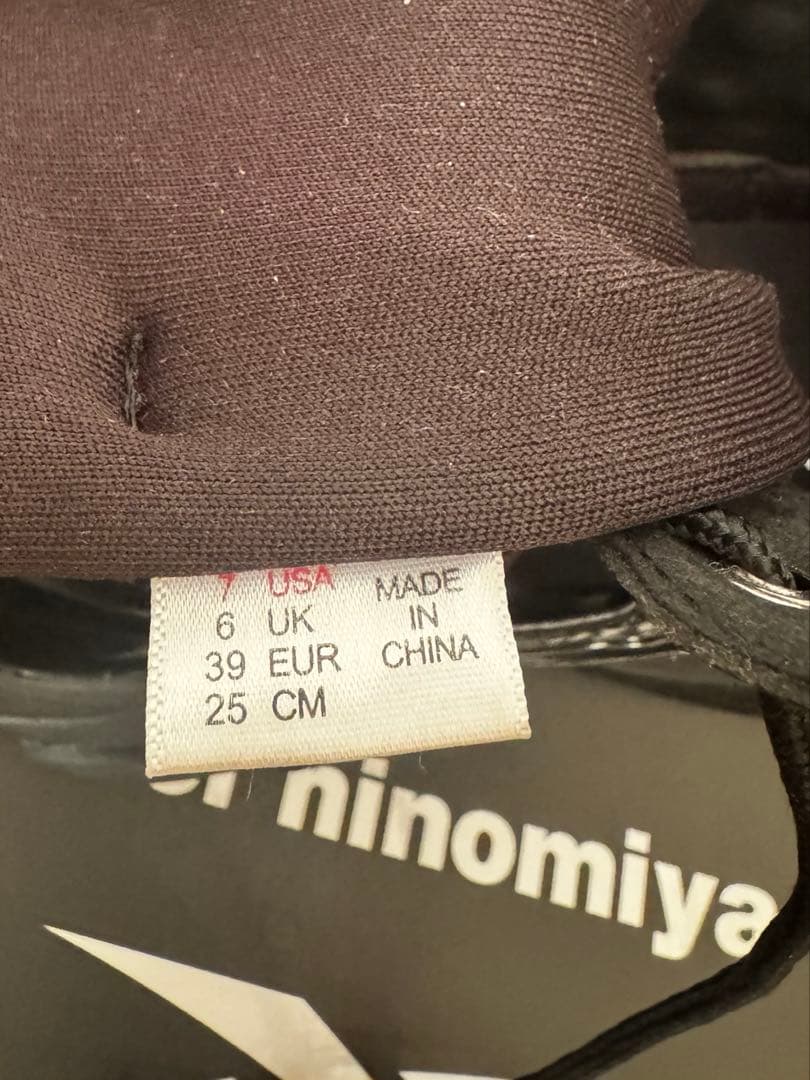 7 USA
6 UK
39 EUR
25 CM
MADE
IN
CHINA
ninomiya